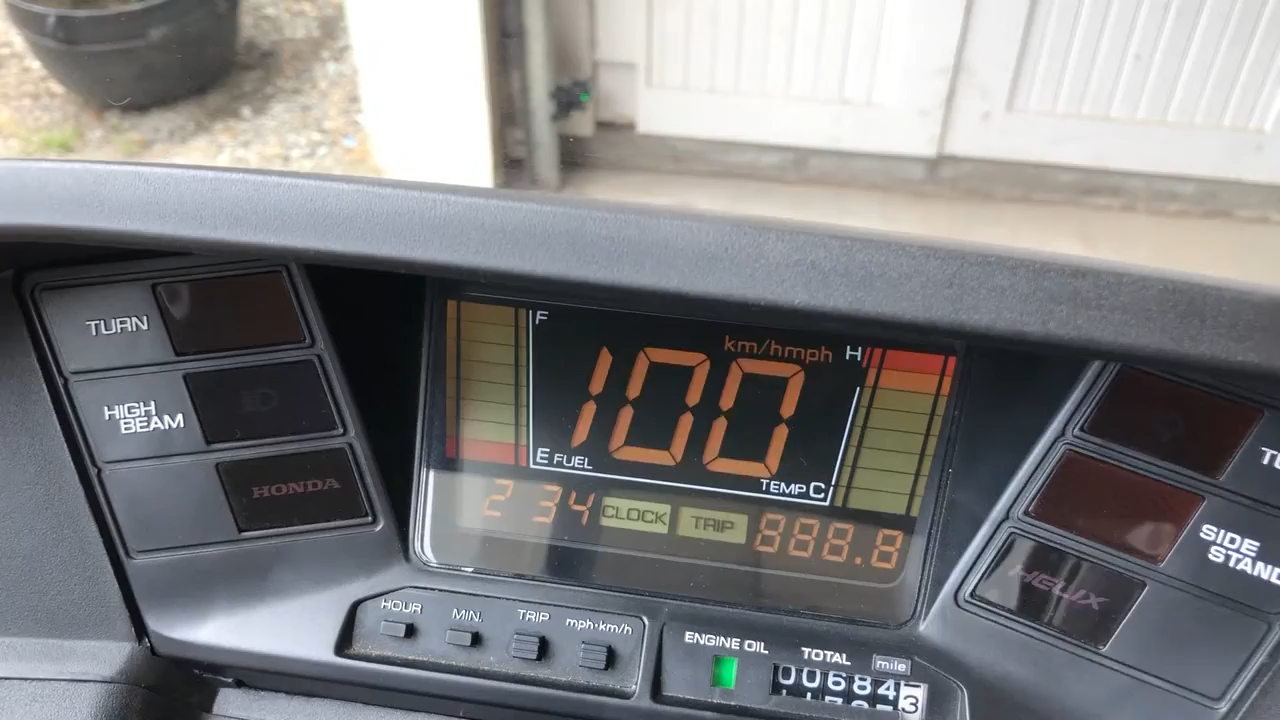 TURN
HIGH
BEAM
HONDA
F
km/hmph
H
100
E FUEL
TEMP C
2 34
CLOCK
TRIP
888.8
HOUR
MIN.
TRIP
mph·km/h
ENGINE OIL
TOTAL
mile
006843
SIDE
STAND
HELIX